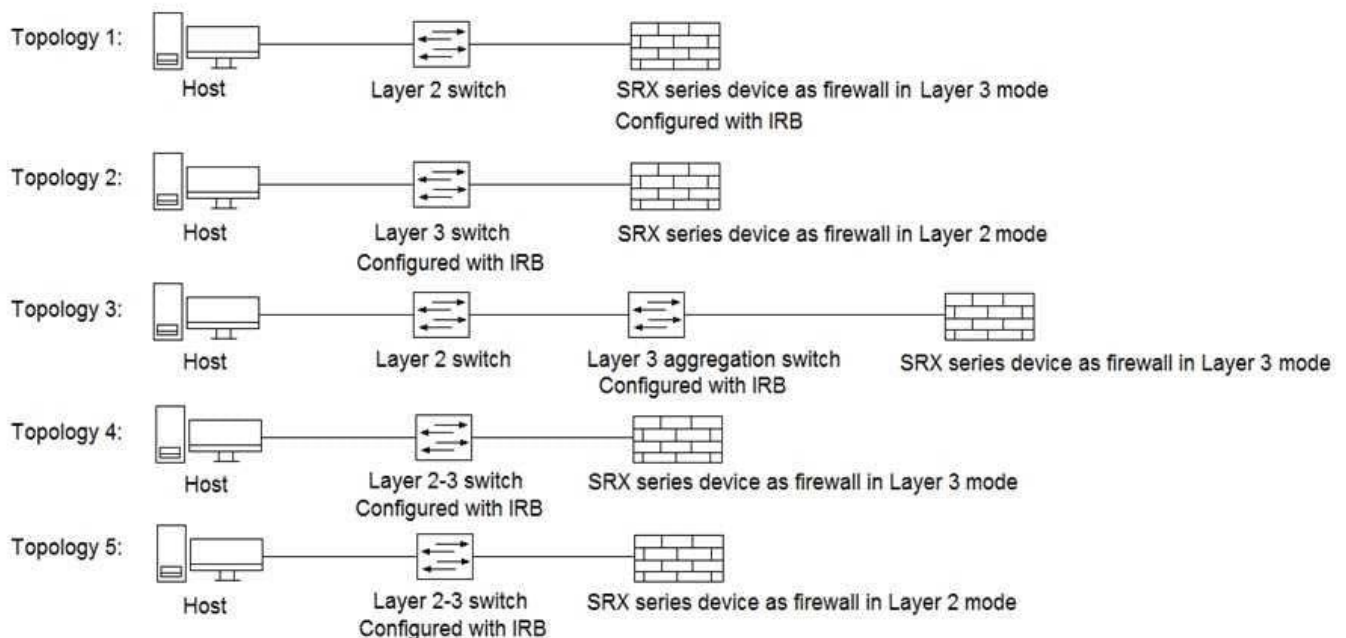 Topology 1:
Host
Layer 2 switch
SRX series device as firewall in Layer 3 mode
Configured with IRB
Topology 2:
Host
Layer 3 switch
Configured with IRB
SRX series device as firewall in Layer 2 mode
Topology 3:
Host
Layer 2 switch
Layer 3 aggregation switch
Configured with IRB
SRX series device as firewall in Layer 3 mode
Topology 4:
Host
Layer 2-3 switch
Configured with IRB
SRX series device as firewall in Layer 3 mode
Topology 5:
Host
Layer 2-3 switch
Configured with IRB
SRX series device as firewall in Layer 2 mode